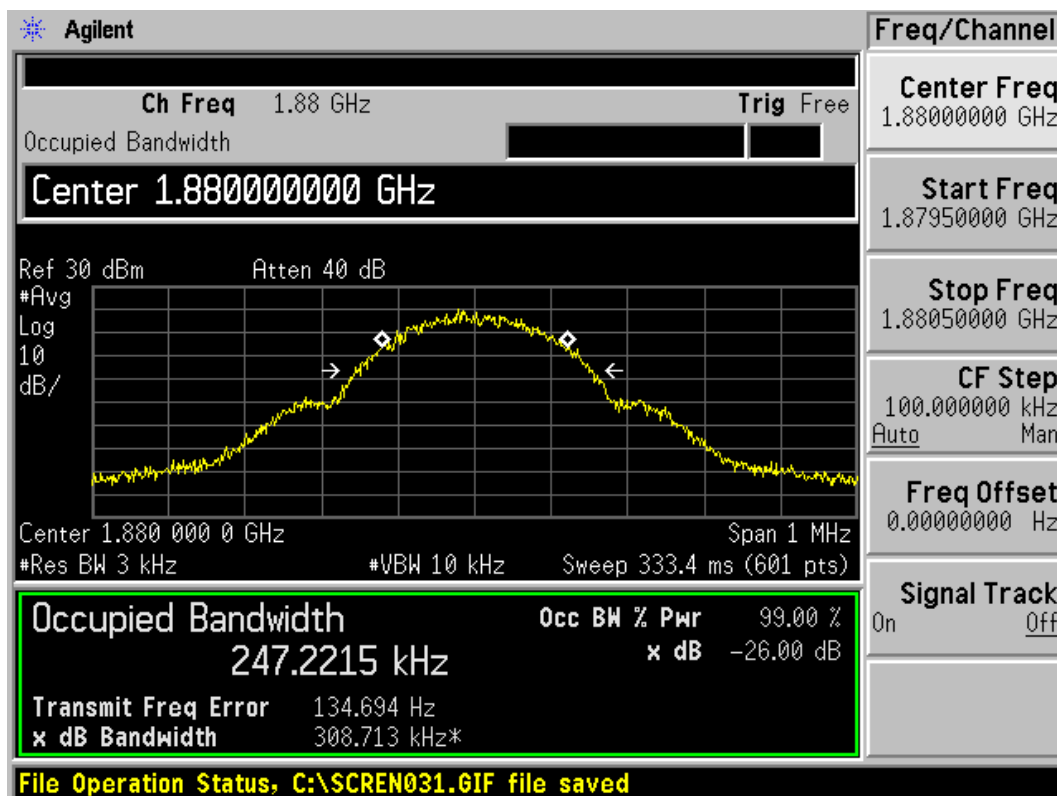 Agilent
Freq/Channel
Ch Freq 1.88 GHz
Trig Free
Occupied Bandwidth
Center 1.880000000 GHz
Ref 30 dBm
Atten 40 dB
#Avg
Log
10
dB/
Center 1.880 000 0 GHz
Span 1 MHz
#Res BW 3 kHz
#VBW 10 kHz
Sweep 333.4 ms (601 pts)
Occupied Bandwidth
247.2215 kHz
Occ BW % Pwr 99.00 %
x dB -26.00 dB
Transmit Freq Error 134.694 Hz
x dB Bandwidth 308.713 kHz*
File Operation Status, C:\SCREN031.GIF file saved
Center Freq
1.88000000 GHz
Start Freq
1.87950000 GHz
Stop Freq
1.88050000 GHz
CF Step
100.000000 kHz
Auto Man
Freq Offset
0.00000000 Hz
Signal Track
On Off